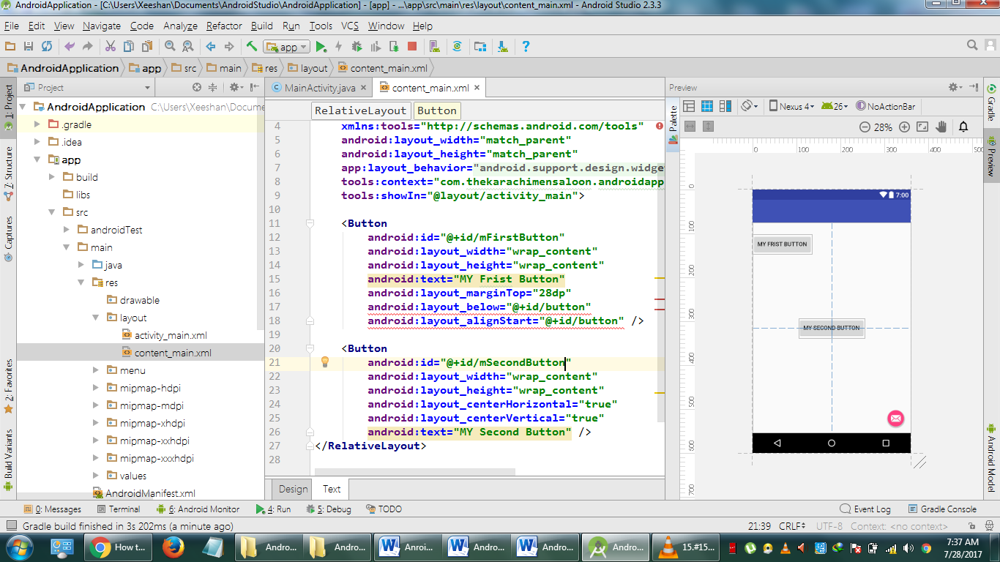 AndroidApplication - [C:\Users\Xeeshan\Documents\AndroidStudio\AndroidApplication] - [app] - ...\app\src\main\res\layout\content_main.xml - Android Studio 2.3.3
File Edit View Navigate Code Analyze Refactor Build Run Tools VCS Window Help
app
AndroidApplication app src main res layout content_main.xml
1: Project
7: Structure
Captures
2: Favorites
Build Variants
Project
AndroidApplication C:\Users\Xeeshan\Docume
.gradle
.idea
app
build
libs
src
androidTest
main
java
res
drawable
layout
activity_main.xml
content_main.xml
menu
mipmap-hdpi
mipmap-mdpi
mipmap-xhdpi
mipmap-xxhdpi
mipmap-xxxhdpi
values
AndroidManifest.xml
MainActivity.java content_main.xml
RelativeLayout Button
4 xmlns:tools="http://schemas.android.com/tools"
5 android:layout_width="match_parent"
6 android:layout_height="match_parent"
7 app:layout_behavior="android.support.design.widge
8 tools:context="com.thekarachimensaloon.androidapp
9 tools:showIn="@layout/activity_main">
10
11 <Button
12 android:id="@+id/mFirstButton"
13 android:layout_width="wrap_content"
14 android:layout_height="wrap_content"
15 android:text="MY Frist Button"
16 android:layout_marginTop="28dp"
17 android:layout_below="@+id/button"
18 android:layout_alignStart="@+id/button" />
19
20 <Button
21 android:id="@+id/mSecondButton"
22 android:layout_width="wrap_content"
23 android:layout_height="wrap_content"
24 android:layout_centerHorizontal="true"
25 android:layout_centerVertical="true"
26 android:text="MY Second Button" />
27 </RelativeLayout>
28
Design Text
Preview
Palette
Nexus 4 26 NoActionBar
28%
0 100 200 300 400 500
0
100
200
300
400
500
600
700
7:00
MY FRIST BUTTON
MY SECOND BUTTON
Gradle
Preview
Android Model
0: Messages Terminal 6: Android Monitor 4: Run 5: Debug TODO Event Log Gradle Console
Gradle build finished in 3s 202ms (a minute ago) 21:39 CRLF UTF-8 Context: <no context>
How t... Andro... Andro... Anroi... Andro... Andro... Andro... 15.#15... 7:37 AM
7/28/2017